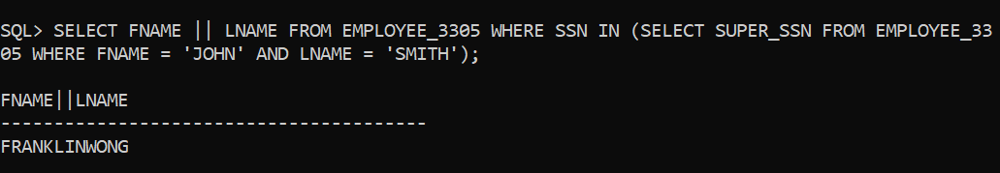 SQL> SELECT FNAME || LNAME FROM EMPLOYEE_3305 WHERE SSN IN (SELECT SUPER_SSN FROM EMPLOYEE_33
05 WHERE FNAME = 'JOHN' AND LNAME = 'SMITH');
FNAME||LNAME
----------------------------------------
FRANKLINWONG